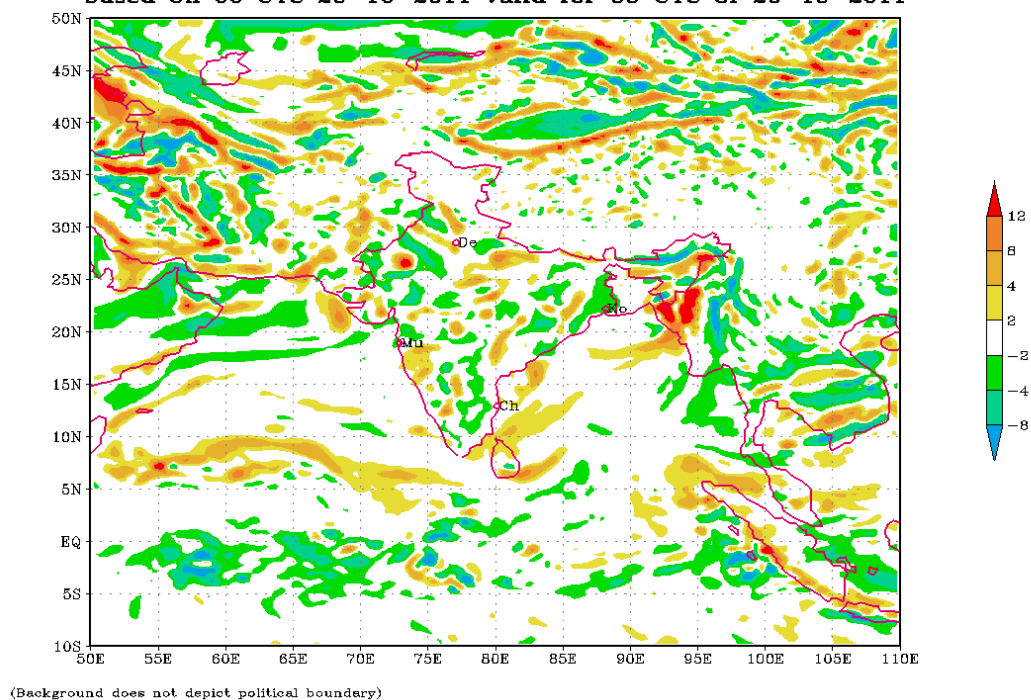 50N
45N
40N
35N
30N
25N
20N
15N
10N
5N
EQ
5S
10S
50E 55E 60E 65E 70E 75E 80E 85E 90E 95E 100E 105E 110E
De
Ko
Mu
Ch
12
8
4
2
-2
-4
-8
(Background does not depict political boundary)